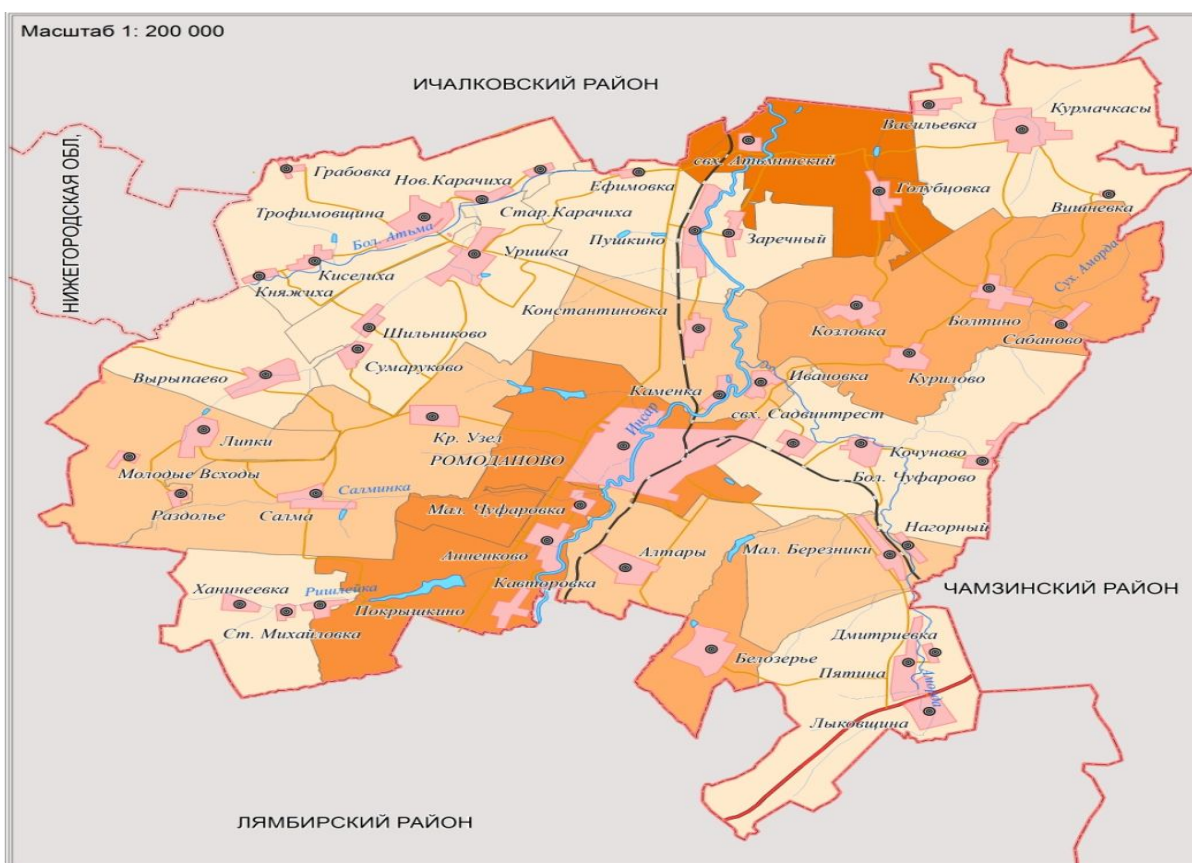 Масштаб 1: 200 000
ИЧАЛКОВСКИЙ РАЙОН
НИЖЕГОРОДСКАЯ ОБЛ,
Васильевка
Курмачкасы
свх. Атьминский
Грабовка
Нов.Карачиха
Ефимовка
Голубцовка
Вишневка
Трофимовщина
Стар.Карачиха
Бол. Атьма
Пушкино
Заречный
Уришка
Киселиха
Княжиха
Сух. Аморда
Константиновка
Козловка
Болтино
Сабаново
Шильниково
Сумаруково
Вырыпаево
Курилово
Каменка
Ивановка
Инсар
свх. Садвинтрест
Кр. Узел
Липки
РОМОДАНОВО
Кочуново
Молодые Всходы
Бол. Чуфарово
Салминка
Раздолье
Салма
Мал. Чуфаровка
Нагорный
Анненково
Алтары
Мал. Березники
Кавторовка
Ханинеевка
Ришлейка
Покрышкино
ЧАМЗИНСКИЙ РАЙОН
Ст. Михайловка
Дмитриевка
Белозерье
Пятина
Аморда
Лыковщина
ЛЯМБИРСКИЙ РАЙОН